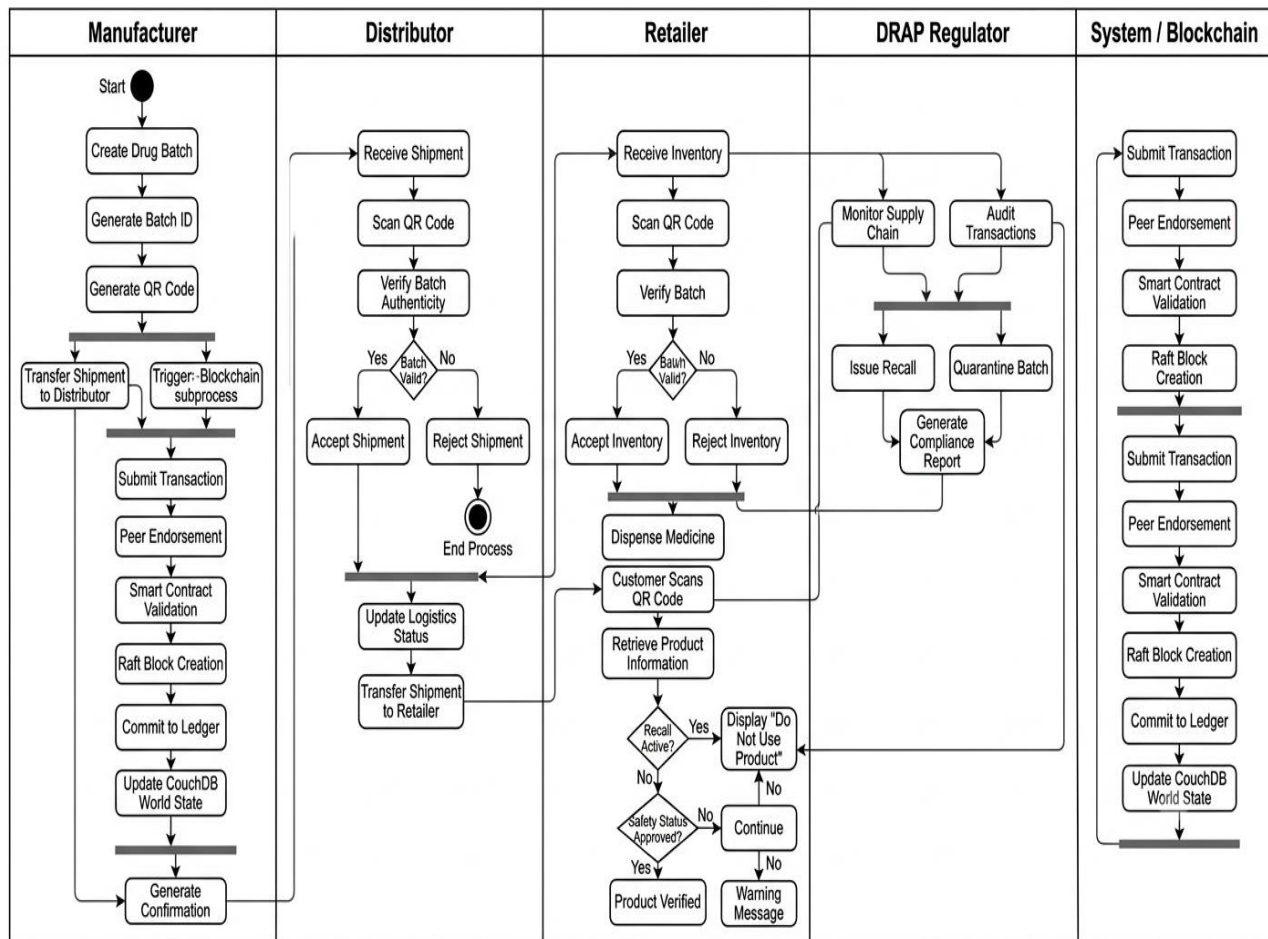 Manufacturer
Distributor
Retailer
DRAP Regulator
System / Blockchain
Start
Create Drug Batch
Generate Batch ID
Generate QR Code
Transfer Shipment
to Distributor
Trigger:-Blockchain
subprocess
Submit Transaction
Peer Endorsement
Smart Contract
Validation
Raft Block Creation
Commit to Ledger
Update CouchDB
World State
Generate
Confirmation
Receive Shipment
Scan QR Code
Verify Batch
Authenticity
Yes
Batch
Valid?
No
Accept Shipment
Reject Shipment
End Process
Update Logistics
Status
Transfer Shipment
to Retailer
Receive Inventory
Scan QR Code
Verify Batch
Yes
Valid?
No
Accept Inventory
Reject Inventory
Dispense Medicine
Customer Scans
QR Code
Retrieve Product
Information
Recall
Active?
Yes
Display "Do
Not Use
Product"
No
No
Safety Status
Approved?
No
Continue
Yes
No
Product Verified
Warning
Message
Monitor Supply
Chain
Audit
Transactions
Issue Recall
Quarantine Batch
Generate
Compliance
Report
Submit Transaction
Peer Endorsement
Smart Contract
Validation
Raft Block
Creation
Submit Transaction
Peer Endorsement
Smart Contract
Validation
Raft Block Creation
Commit to Ledger
Update CouchDB
World State